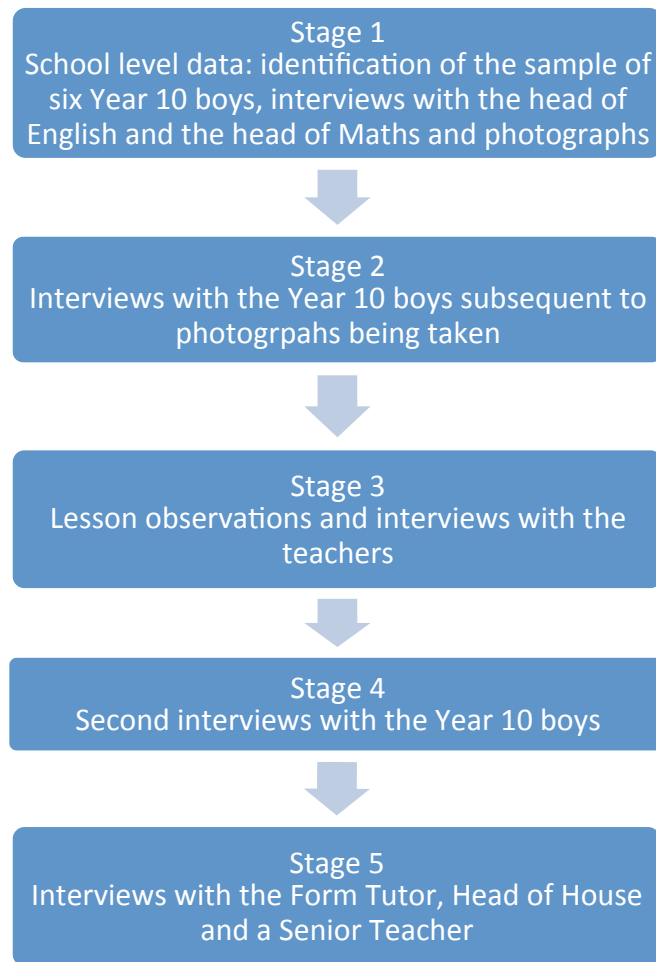 Stage 1
School level data: identification of the sample of
six Year 10 boys, interviews with the head of
English and the head of Maths and photographs
Stage 2
Interviews with the Year 10 boys subsequent to
photogrpahs being taken
Stage 3
Lesson observations and interviews with the
teachers
Stage 4
Second interviews with the Year 10 boys
Stage 5
Interviews with the Form Tutor, Head of House
and a Senior Teacher